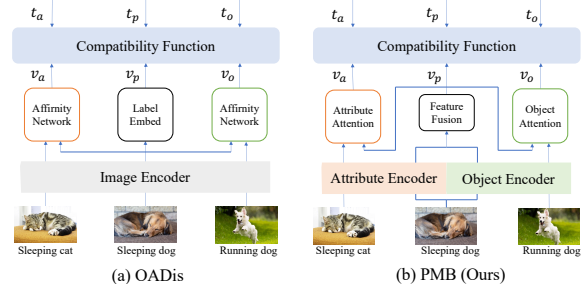 t_a t_p t_o
Compatibility Function
v_a v_p v_o
Affirnity Network
Label Embed
Affirnity Network
Image Encoder
Sleeping cat
Sleeping dog
Running dog
(a) OADis
t_a t_p t_o
Compatibility Function
v_a v_p v_o
Attribute Attention
Feature Fusion
Object Attention
Attribute Encoder
Object Encoder
Sleeping cat
Sleeping dog
Running dog
(b) PMB (Ours)